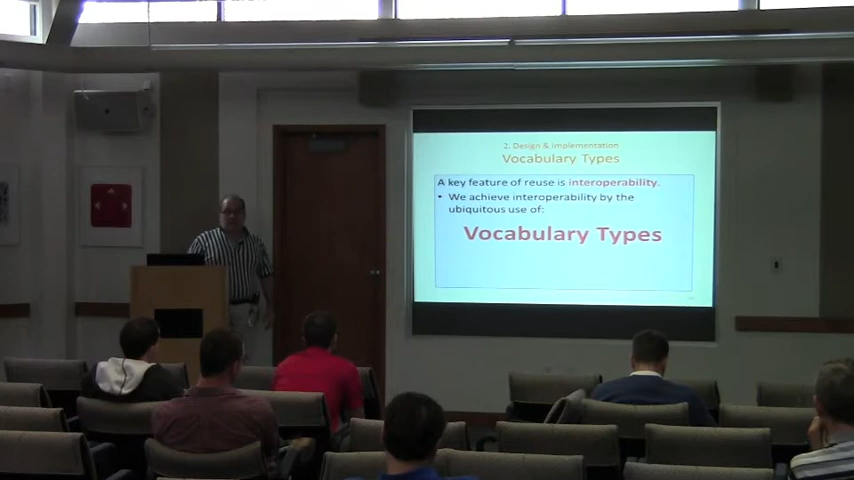 2. Design & Implementation
Vocabulary Types
A key feature of reuse is interoperability.
• We achieve interoperability by the
ubiquitous use of:
Vocabulary Types